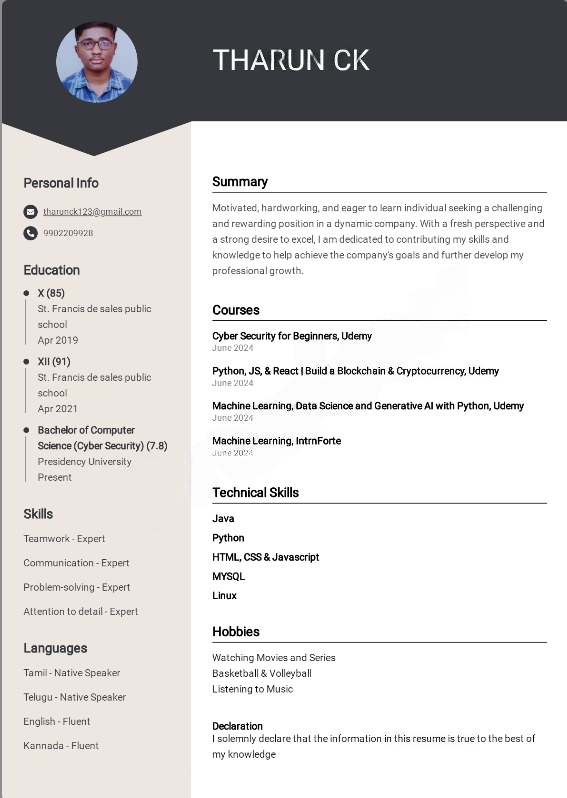 THARUN CK
Personal Info
tharunck123@gmail.com
9902209928
Education
X (85)
St. Francis de sales public
school
Apr 2019
XII (91)
St. Francis de sales public
school
Apr 2021
Bachelor of Computer
Science (Cyber Security) (7.8)
Presidency University
Present
Skills
Teamwork - Expert
Communication - Expert
Problem-solving - Expert
Attention to detail - Expert
Languages
Tamil - Native Speaker
Telugu - Native Speaker
English - Fluent
Kannada - Fluent
Summary
Motivated, hardworking, and eager to learn individual seeking a challenging
and rewarding position in a dynamic company. With a fresh perspective and
a strong desire to excel, I am dedicated to contributing my skills and
knowledge to help achieve the company's goals and further develop my
professional growth.
Courses
Cyber Security for Beginners, Udemy
June 2024
Python, JS, & React | Build a Blockchain & Cryptocurrency, Udemy
June 2024
Machine Learning, Data Science and Generative AI with Python, Udemy
June 2024
Machine Learning, IntrnForte
June 2024
Technical Skills
Java
Python
HTML, CSS & Javascript
MYSQL
Linux
Hobbies
Watching Movies and Series
Basketball & Volleyball
Listening to Music
Declaration
I solemnly declare that the information in this resume is true to the best of
my knowledge